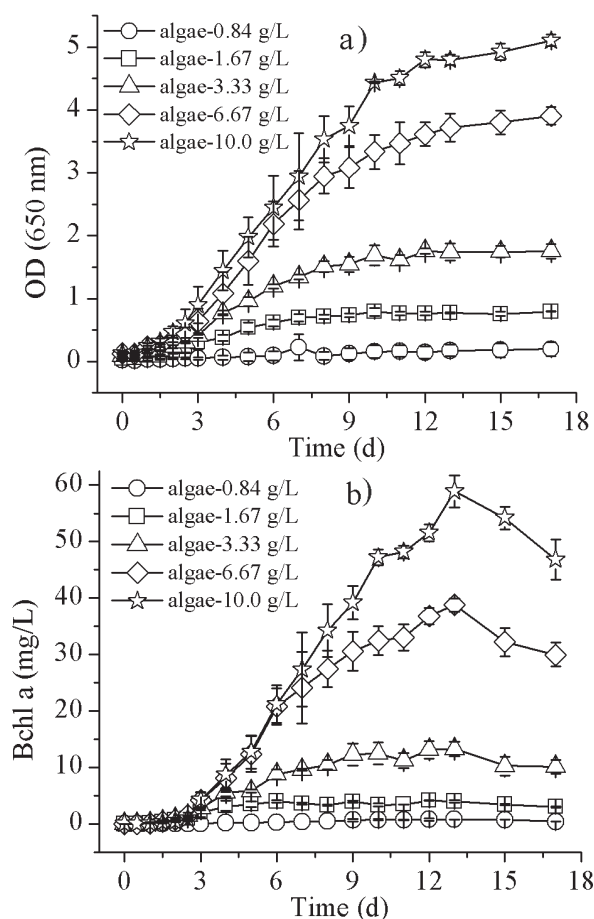 a)
algae-0.84 g/L
algae-1.67 g/L
algae-3.33 g/L
algae-6.67 g/L
algae-10.0 g/L
OD (650 nm)
5
4
3
2
1
0
0 3 6 9 12 15 18
Time (d)
b)
algae-0.84 g/L
algae-1.67 g/L
algae-3.33 g/L
algae-6.67 g/L
algae-10.0 g/L
Bchl a (mg/L)
60
50
40
30
20
10
0
0 3 6 9 12 15 18
Time (d)